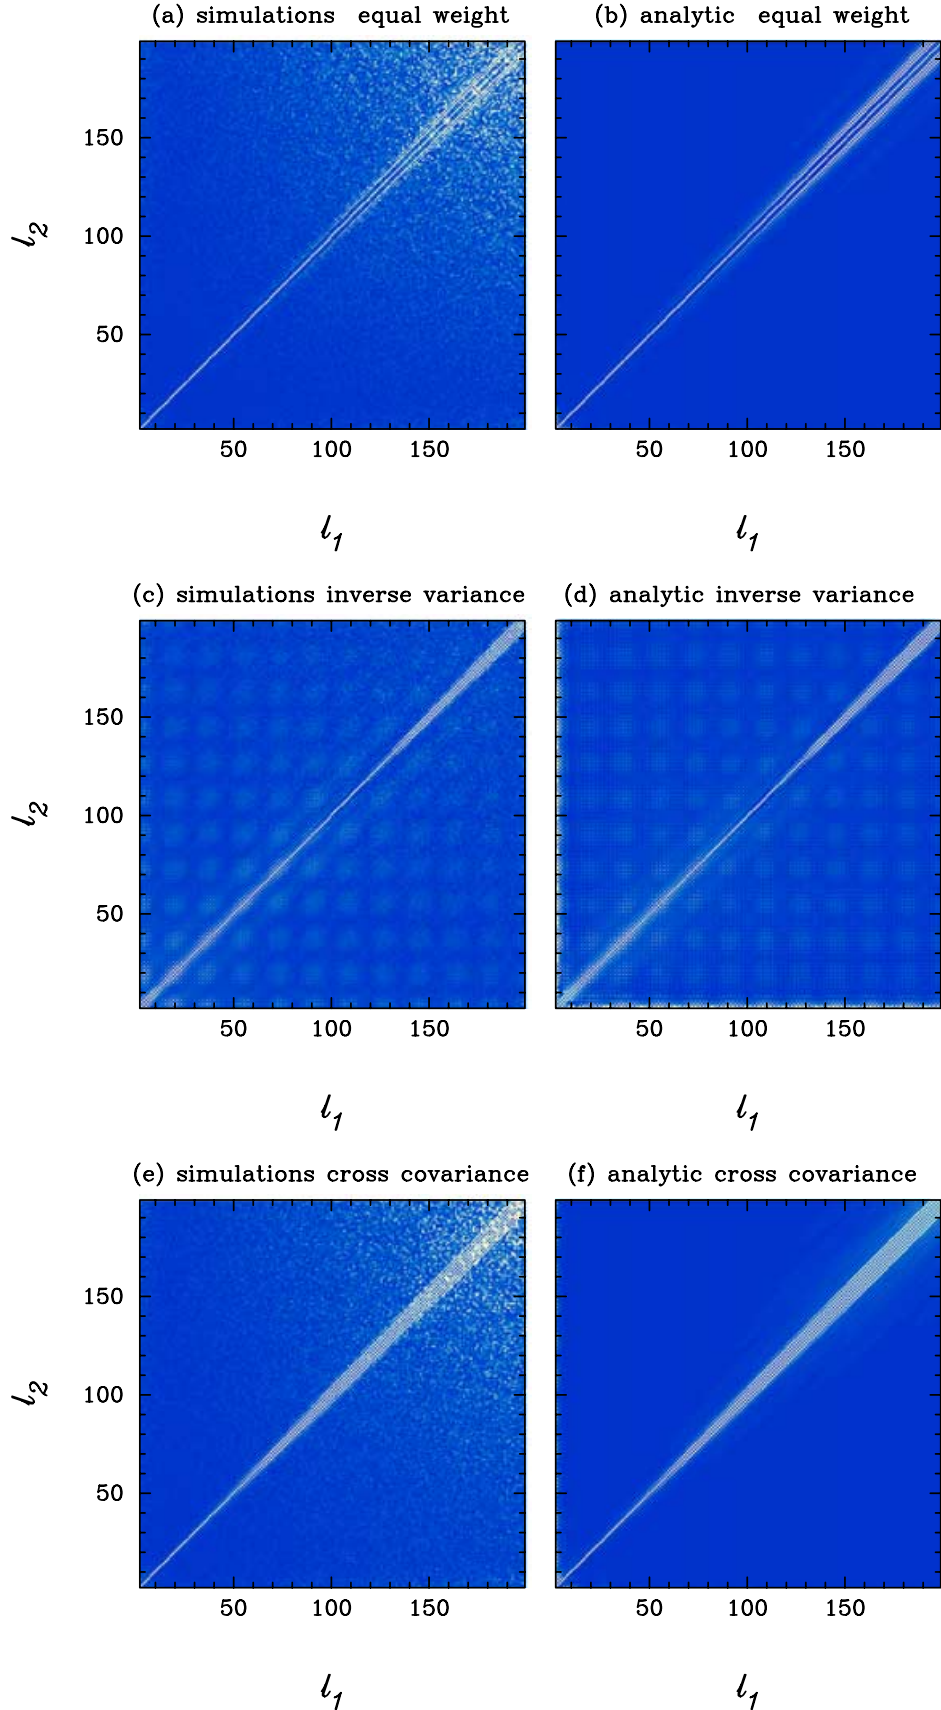 (a) simulations equal weight (b) analytic equal weight
150
100
50
l2
50 100 150 50 100 150
l1 l1
(c) simulations inverse variance (d) analytic inverse variance
150
100
50
l2
50 100 150 50 100 150
l1 l1
(e) simulations cross covariance (f) analytic cross covariance
150
100
50
l2
50 100 150 50 100 150
l1 l1